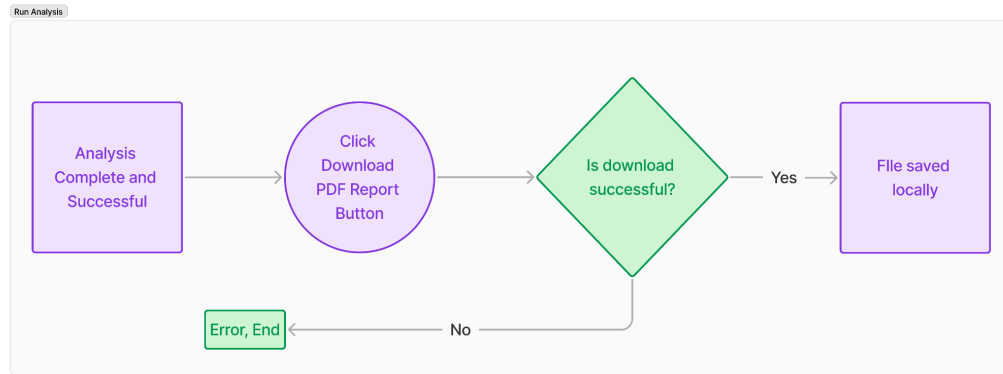 Run Analysis
Analysis
Complete and
Successful
Click
Download
PDF Report
Button
Is download
successful?
Yes
FIle saved
locally
Error, End
No